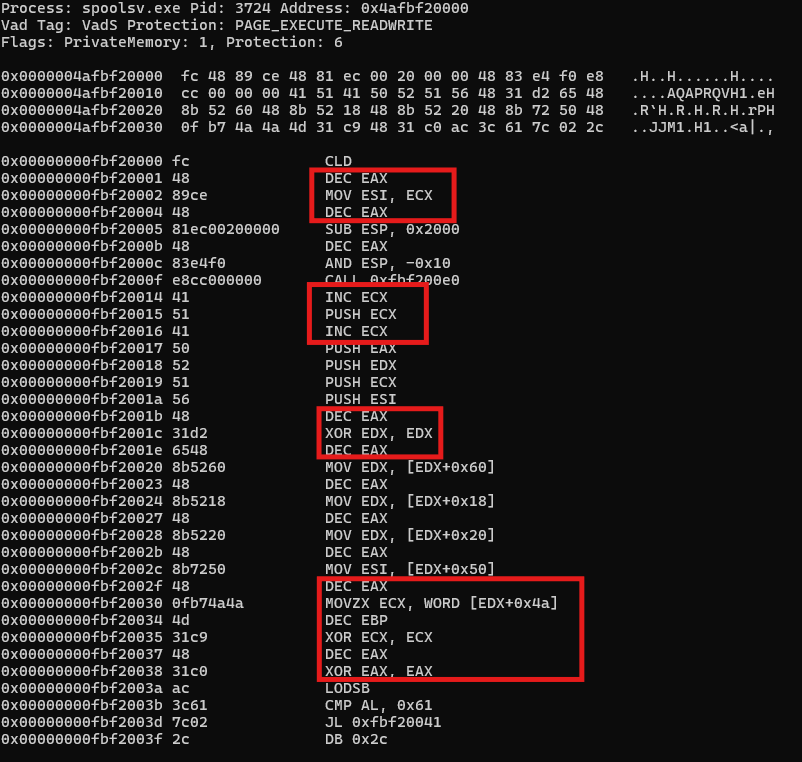 Process: spoolsv.exe Pid: 3724 Address: 0x4afbf20000
Vad Tag: VadS Protection: PAGE_EXECUTE_READWRITE
Flags: PrivateMemory: 1, Protection: 6
0x0000004afbf20000 fc 48 89 ce 48 81 ec 00 20 00 00 48 83 e4 f0 e8 .H..H......H....
0x0000004afbf20010 cc 00 00 00 41 51 41 50 52 51 56 48 31 d2 65 48 ....AQAPRQVH1.eH
0x0000004afbf20020 8b 52 60 48 8b 52 18 48 8b 52 20 48 8b 72 50 48 .R`H.R.H.R.H.rPH
0x0000004afbf20030 0f b7 4a 4a 4d 31 c9 48 31 c0 ac 3c 61 7c 02 2c ..JJM1.H1..<a|.,
0x00000000fbf20000 fc CLD
0x00000000fbf20001 48 DEC EAX
0x00000000fbf20002 89ce MOV ESI, ECX
0x00000000fbf20004 48 DEC EAX
0x00000000fbf20005 81ec00200000 SUB ESP, 0x2000
0x00000000fbf2000b 48 DEC EAX
0x00000000fbf2000c 83e4f0 AND ESP, -0x10
0x00000000fbf2000f e8cc000000 CALL 0xfbf200e0
0x00000000fbf20014 41 INC ECX
0x00000000fbf20015 51 PUSH ECX
0x00000000fbf20016 41 INC ECX
0x00000000fbf20017 50 PUSH EAX
0x00000000fbf20018 52 PUSH EDX
0x00000000fbf20019 51 PUSH ECX
0x00000000fbf2001a 56 PUSH ESI
0x00000000fbf2001b 48 DEC EAX
0x00000000fbf2001c 31d2 XOR EDX, EDX
0x00000000fbf2001e 6548 DEC EAX
0x00000000fbf20020 8b5260 MOV EDX, [EDX+0x60]
0x00000000fbf20023 48 DEC EAX
0x00000000fbf20024 8b5218 MOV EDX, [EDX+0x18]
0x00000000fbf20027 48 DEC EAX
0x00000000fbf20028 8b5220 MOV EDX, [EDX+0x20]
0x00000000fbf2002b 48 DEC EAX
0x00000000fbf2002c 8b7250 MOV ESI, [EDX+0x50]
0x00000000fbf2002f 48 DEC EAX
0x00000000fbf20030 0fb74a4a MOVZX ECX, WORD [EDX+0x4a]
0x00000000fbf20034 4d DEC EBP
0x00000000fbf20035 31c9 XOR ECX, ECX
0x00000000fbf20037 48 DEC EAX
0x00000000fbf20038 31c0 XOR EAX, EAX
0x00000000fbf2003a ac LODSB
0x00000000fbf2003b 3c61 CMP AL, 0x61
0x00000000fbf2003d 7c02 JL 0xfbf20041
0x00000000fbf2003f 2c DB 0x2c